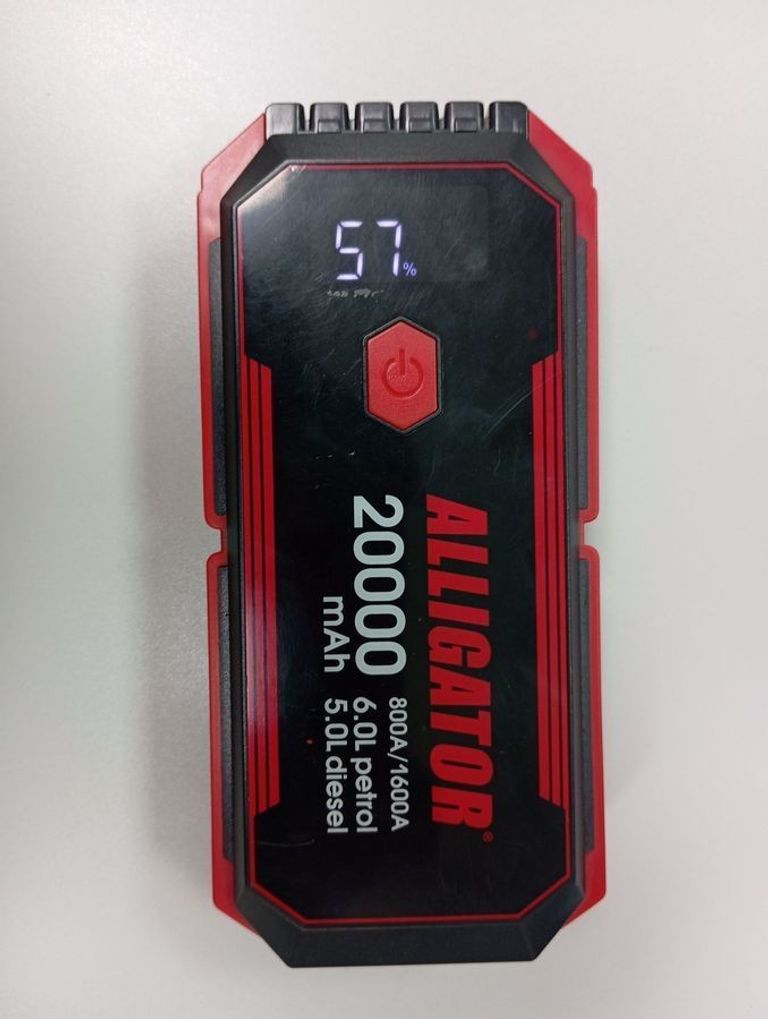 57%
ALLIGATOR®
20000
mAh
800A/1600A
6.0L petrol
5.0L diesel